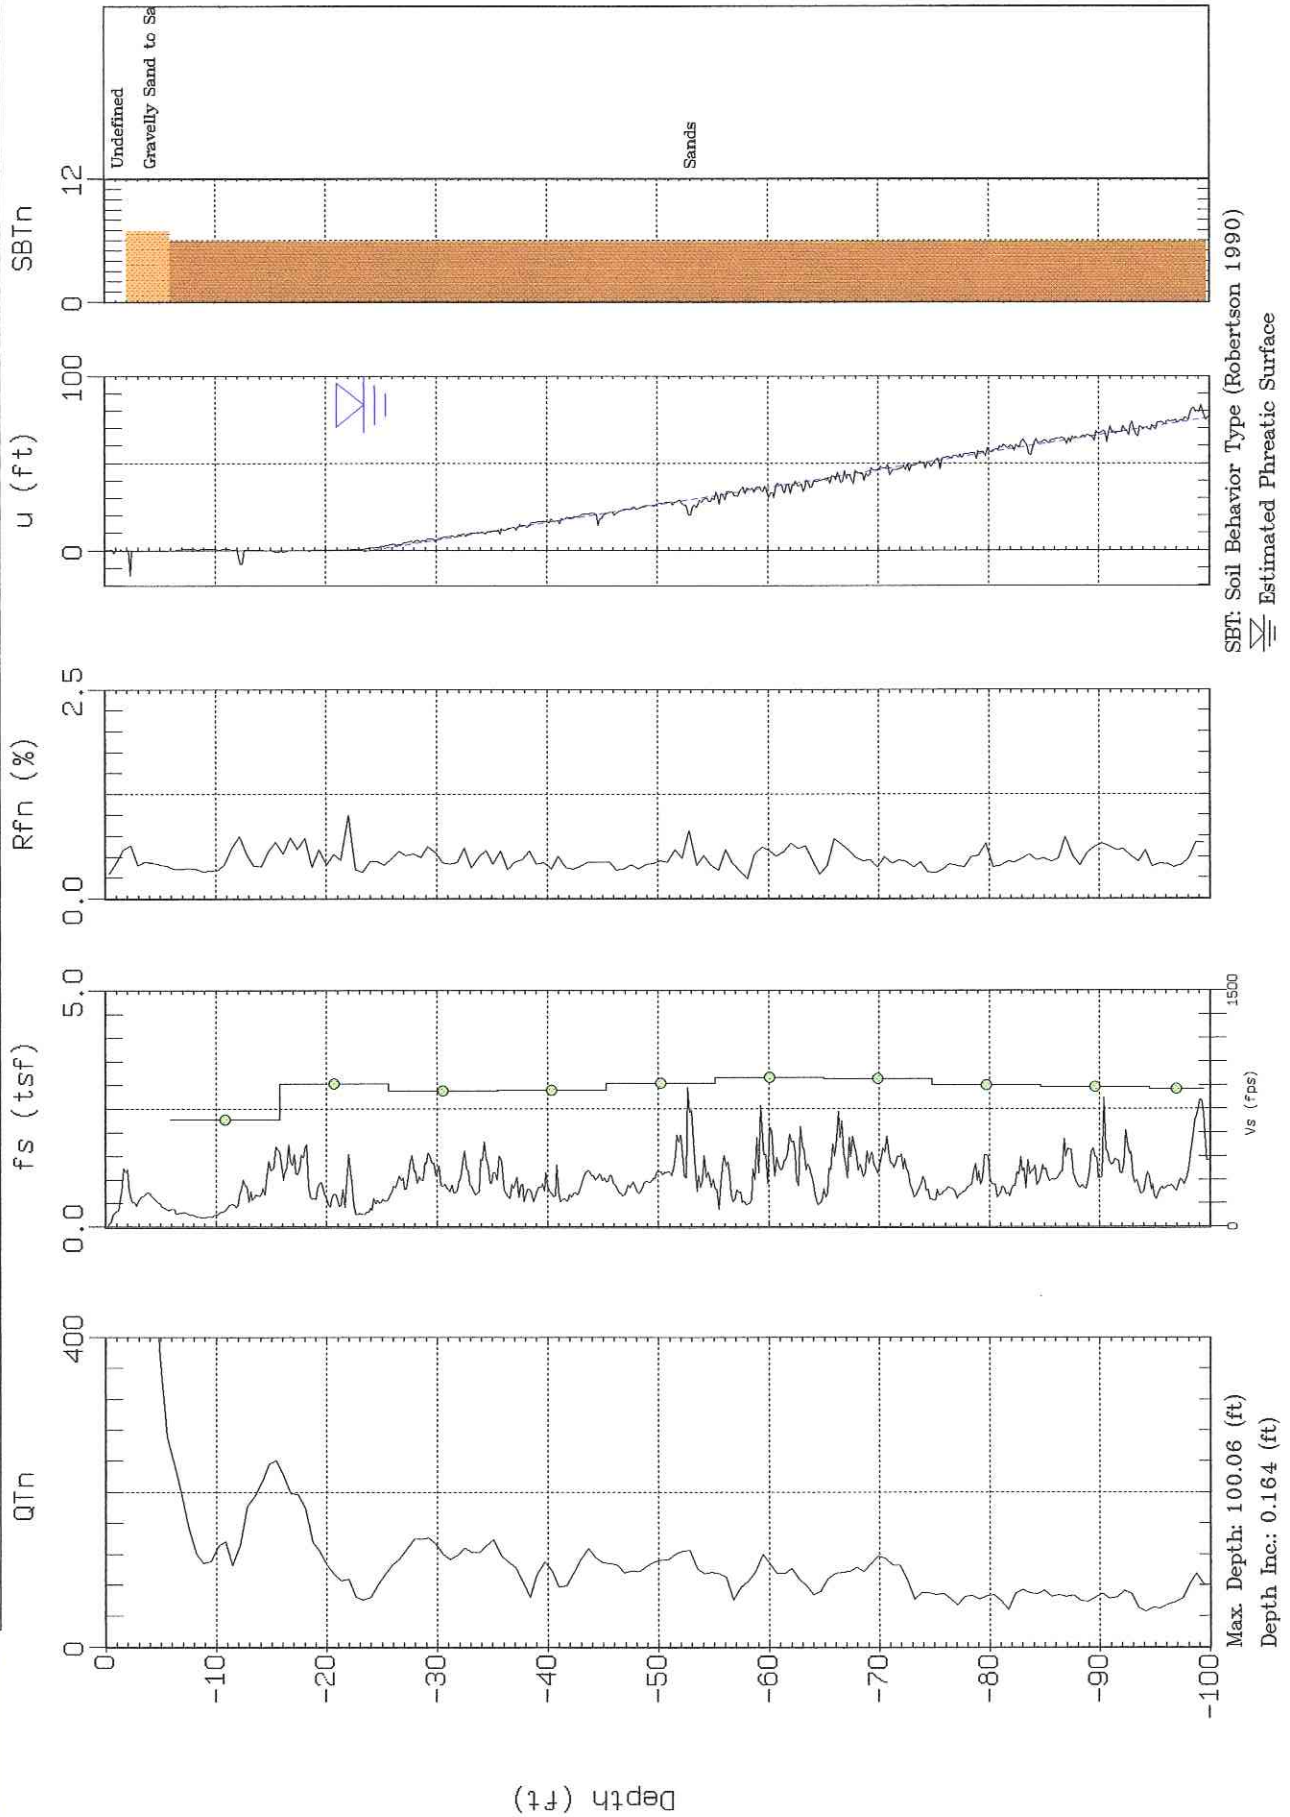 QTn
fs (tsf)
Rfn (%)
u (ft)
SBTn
0
400
0.0
5.0
0.0
2.5
0
100
0
12
Depth (ft)
0
-10
-20
-30
-40
-50
-60
-70
-80
-90
-100
Undefined
Gravelly Sand to Sa
Sands
0
1500
Vs (fps)
Max. Depth: 100.06 (ft)
Depth Inc.: 0.164 (ft)
SBT: Soil Behavior Type (Robertson 1990)
Estimated Phreatic Surface